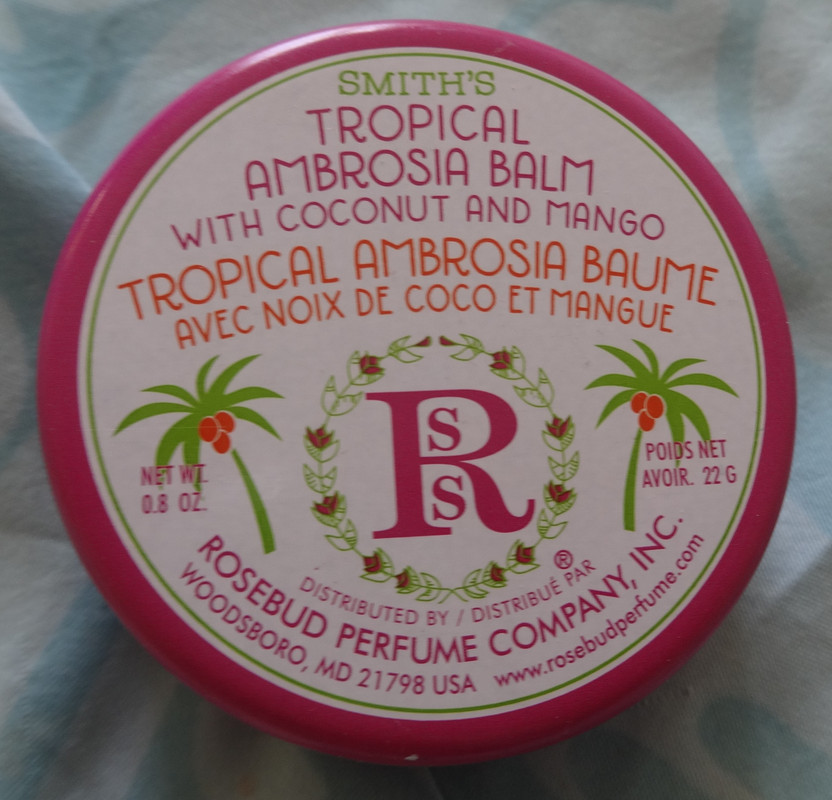 SMITH'S
TROPICAL
AMBROSIA BALM
WITH COCONUT AND MANGO
TROPICAL AMBROSIA BAUME
AVEC NOIX DE COCO ET MANGUE
R
S
S
NET WT.
0.8 OZ.
POIDS NET
AVOIR. 22 G
®
DISTRIBUTED BY / DISTRIBUÉ PAR
ROSEBUD PERFUME COMPANY, INC.
WOODSBORO, MD 21798 USA www.rosebudperfume.com